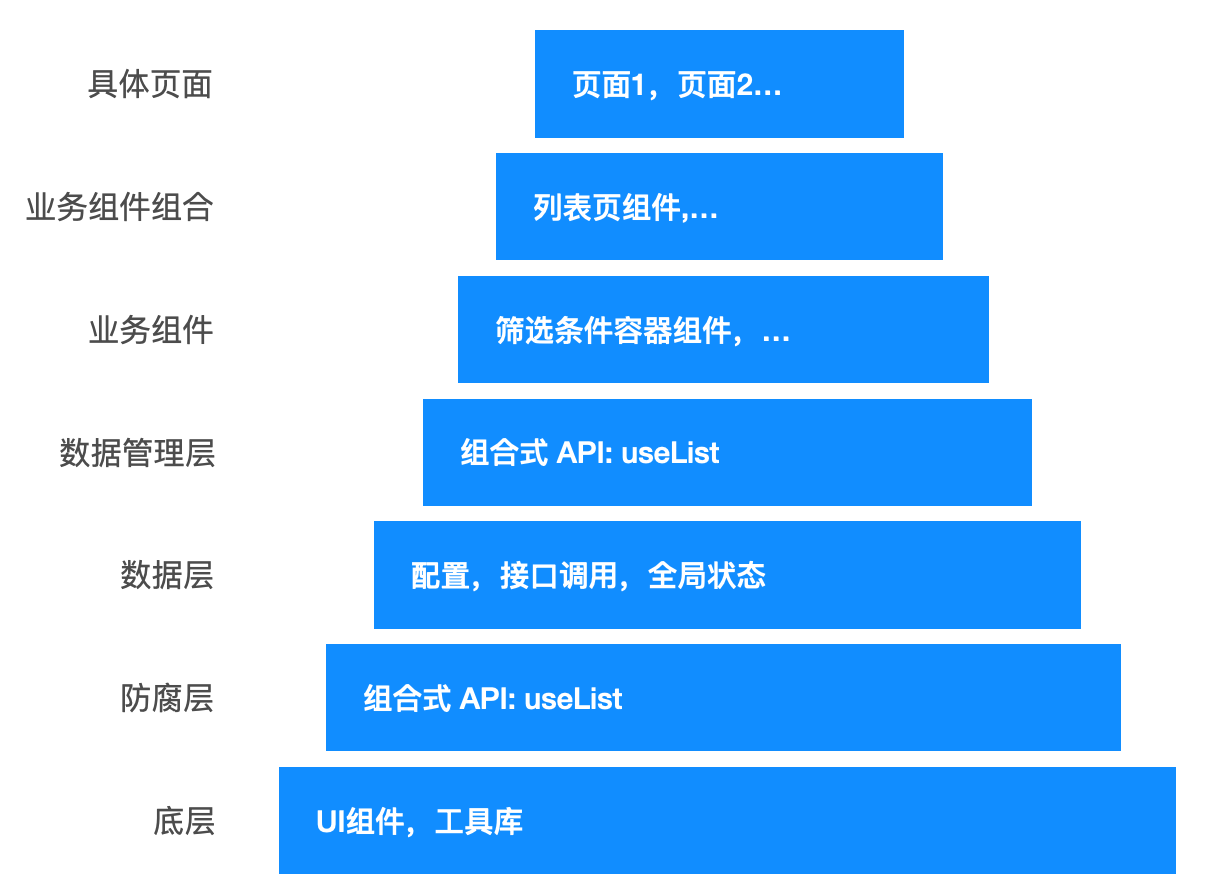 具体页面
页面1，页面2…
业务组件组合
列表页组件,…
业务组件
筛选条件容器组件，…
数据管理层
组合式 API: useList
数据层
配置，接口调用，全局状态
防腐层
组合式 API: useList
底层
UI组件，工具库